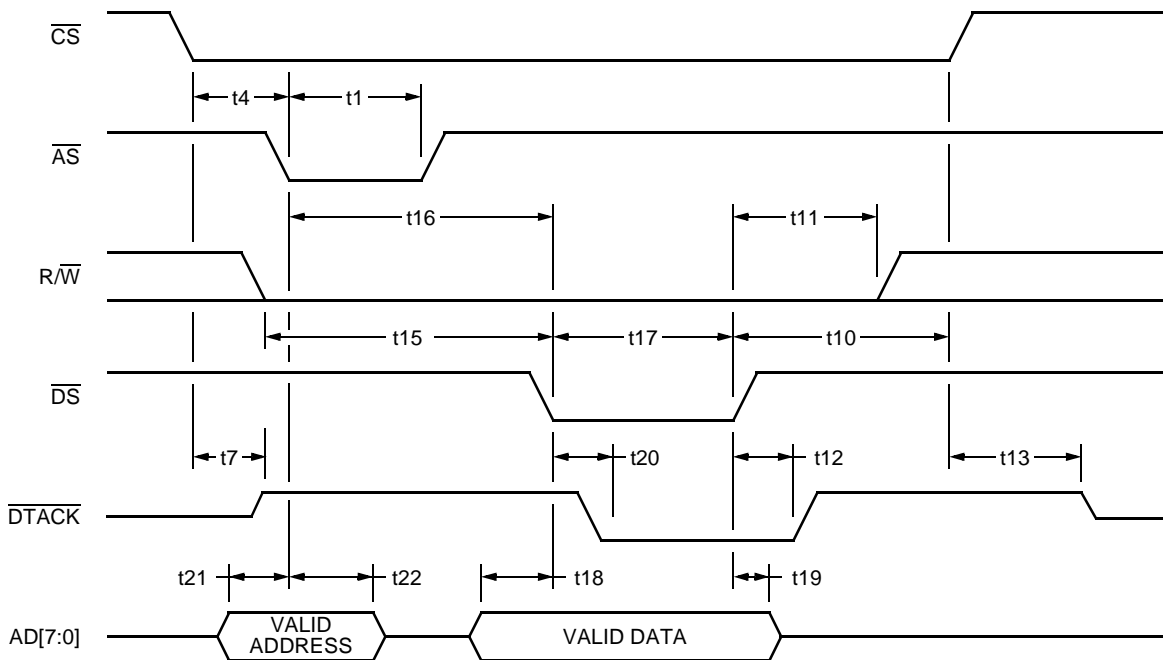 CS
t4 t1
AS
t16 t11
R/W
t15 t17 t10
DS
t7 t20 t12 t13
DTACK
t21 t22 t18 t19
AD[7:0] VALID ADDRESS VALID DATA